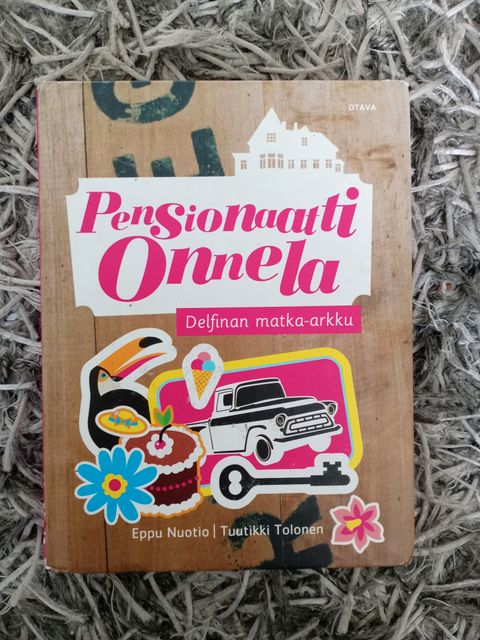 OTAVA
Pensionaatti
Onnela
Delfinan matka-arkku
Eppu Nuotio | Tuutikki Tolonen